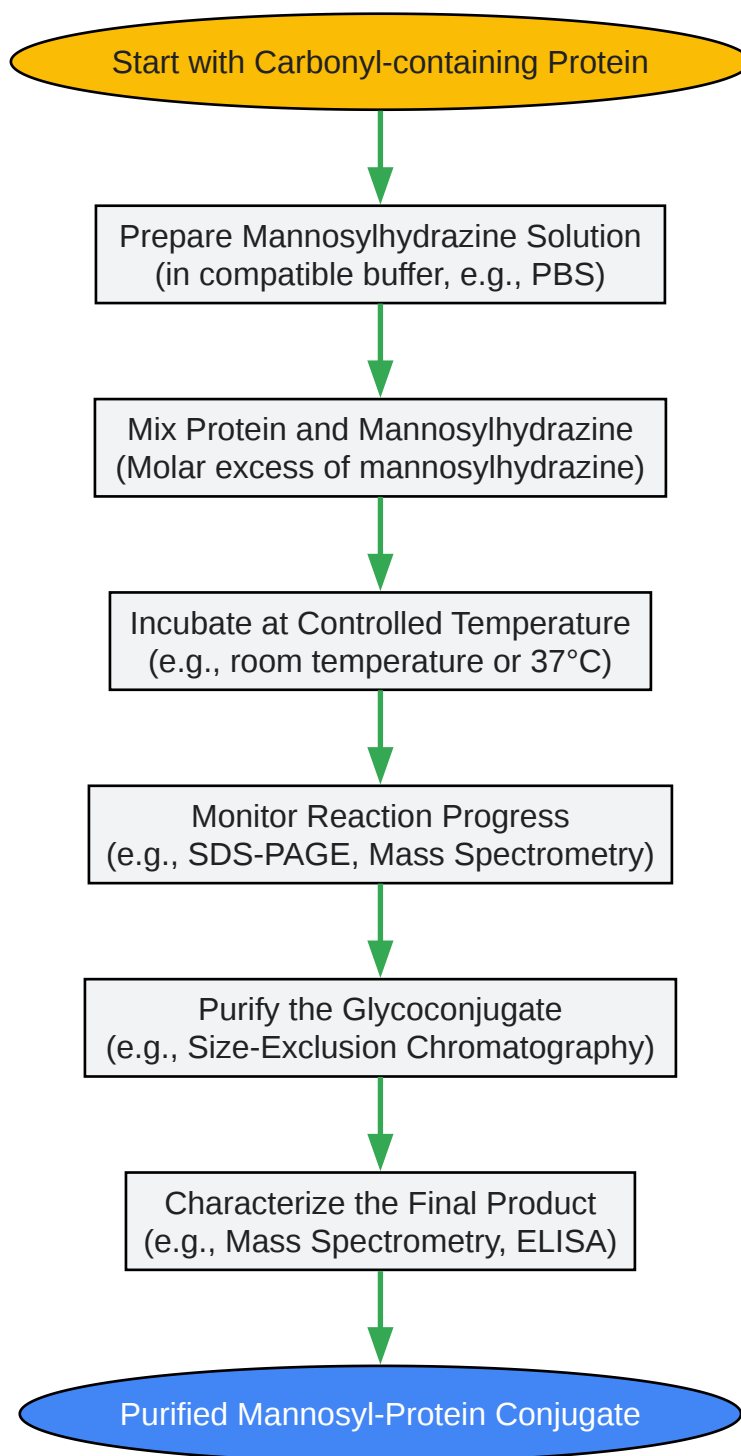 Start with Carbonyl-containing Protein
Prepare Mannosylhydrazine Solution
(in compatible buffer, e.g., PBS)
Mix Protein and Mannosylhydrazine
(Molar excess of mannosylhydrazine)
Incubate at Controlled Temperature
(e.g., room temperature or 37°C)
Monitor Reaction Progress
(e.g., SDS-PAGE, Mass Spectrometry)
Purify the Glycoconjugate
(e.g., Size-Exclusion Chromatography)
Characterize the Final Product
(e.g., Mass Spectrometry, ELISA)
Purified Mannosyl-Protein Conjugate